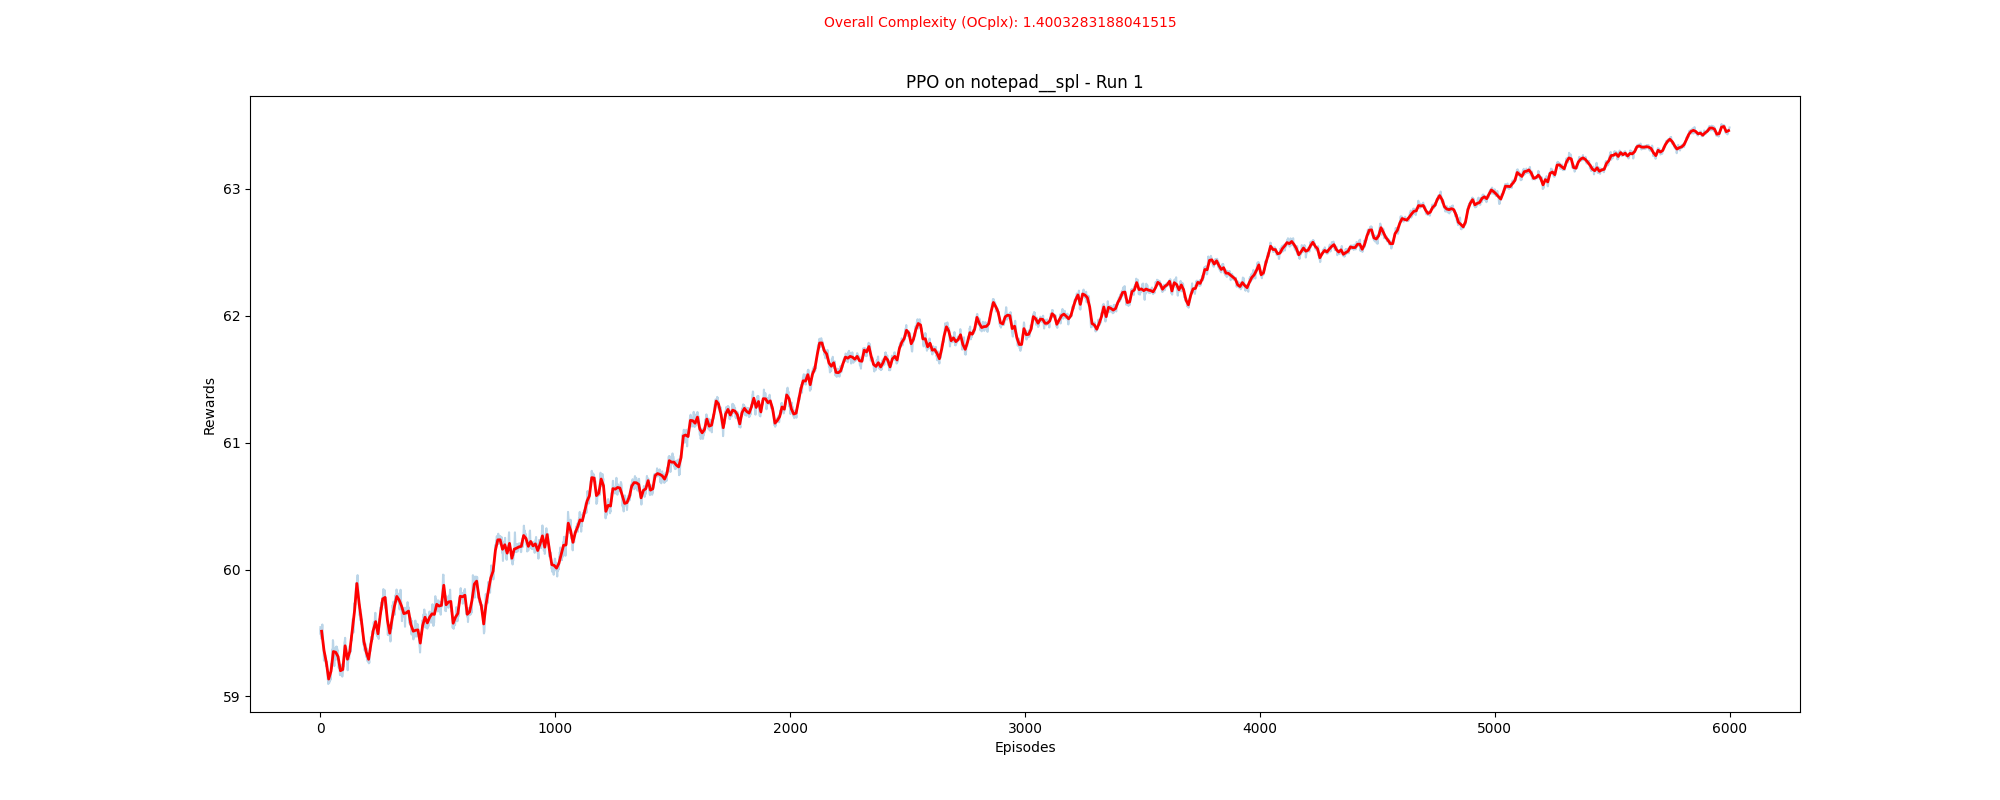 Overall Complexity (OCplx): 1.4003283188041515
PPO on notepad__spl - Run 1
Rewards
63
62
61
60
59
0 1000 2000 3000 4000 5000 6000
Episodes